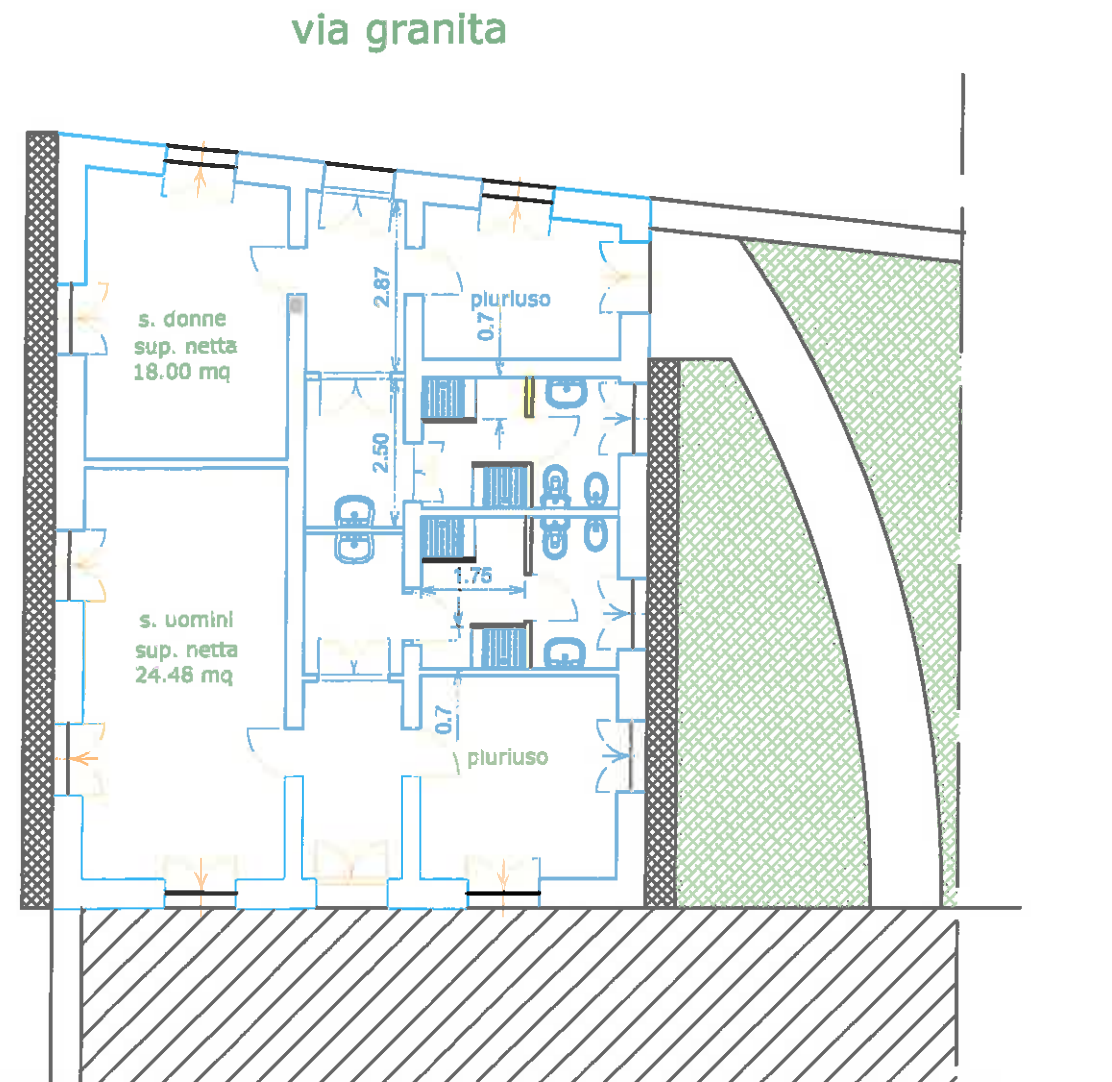 via granita
2.87
pluriuso
0.7
s. donne
sup. netta
18.00 mq
2.50
1.75
s. uomini
sup. netta
24.48 mq
0.7
pluriuso